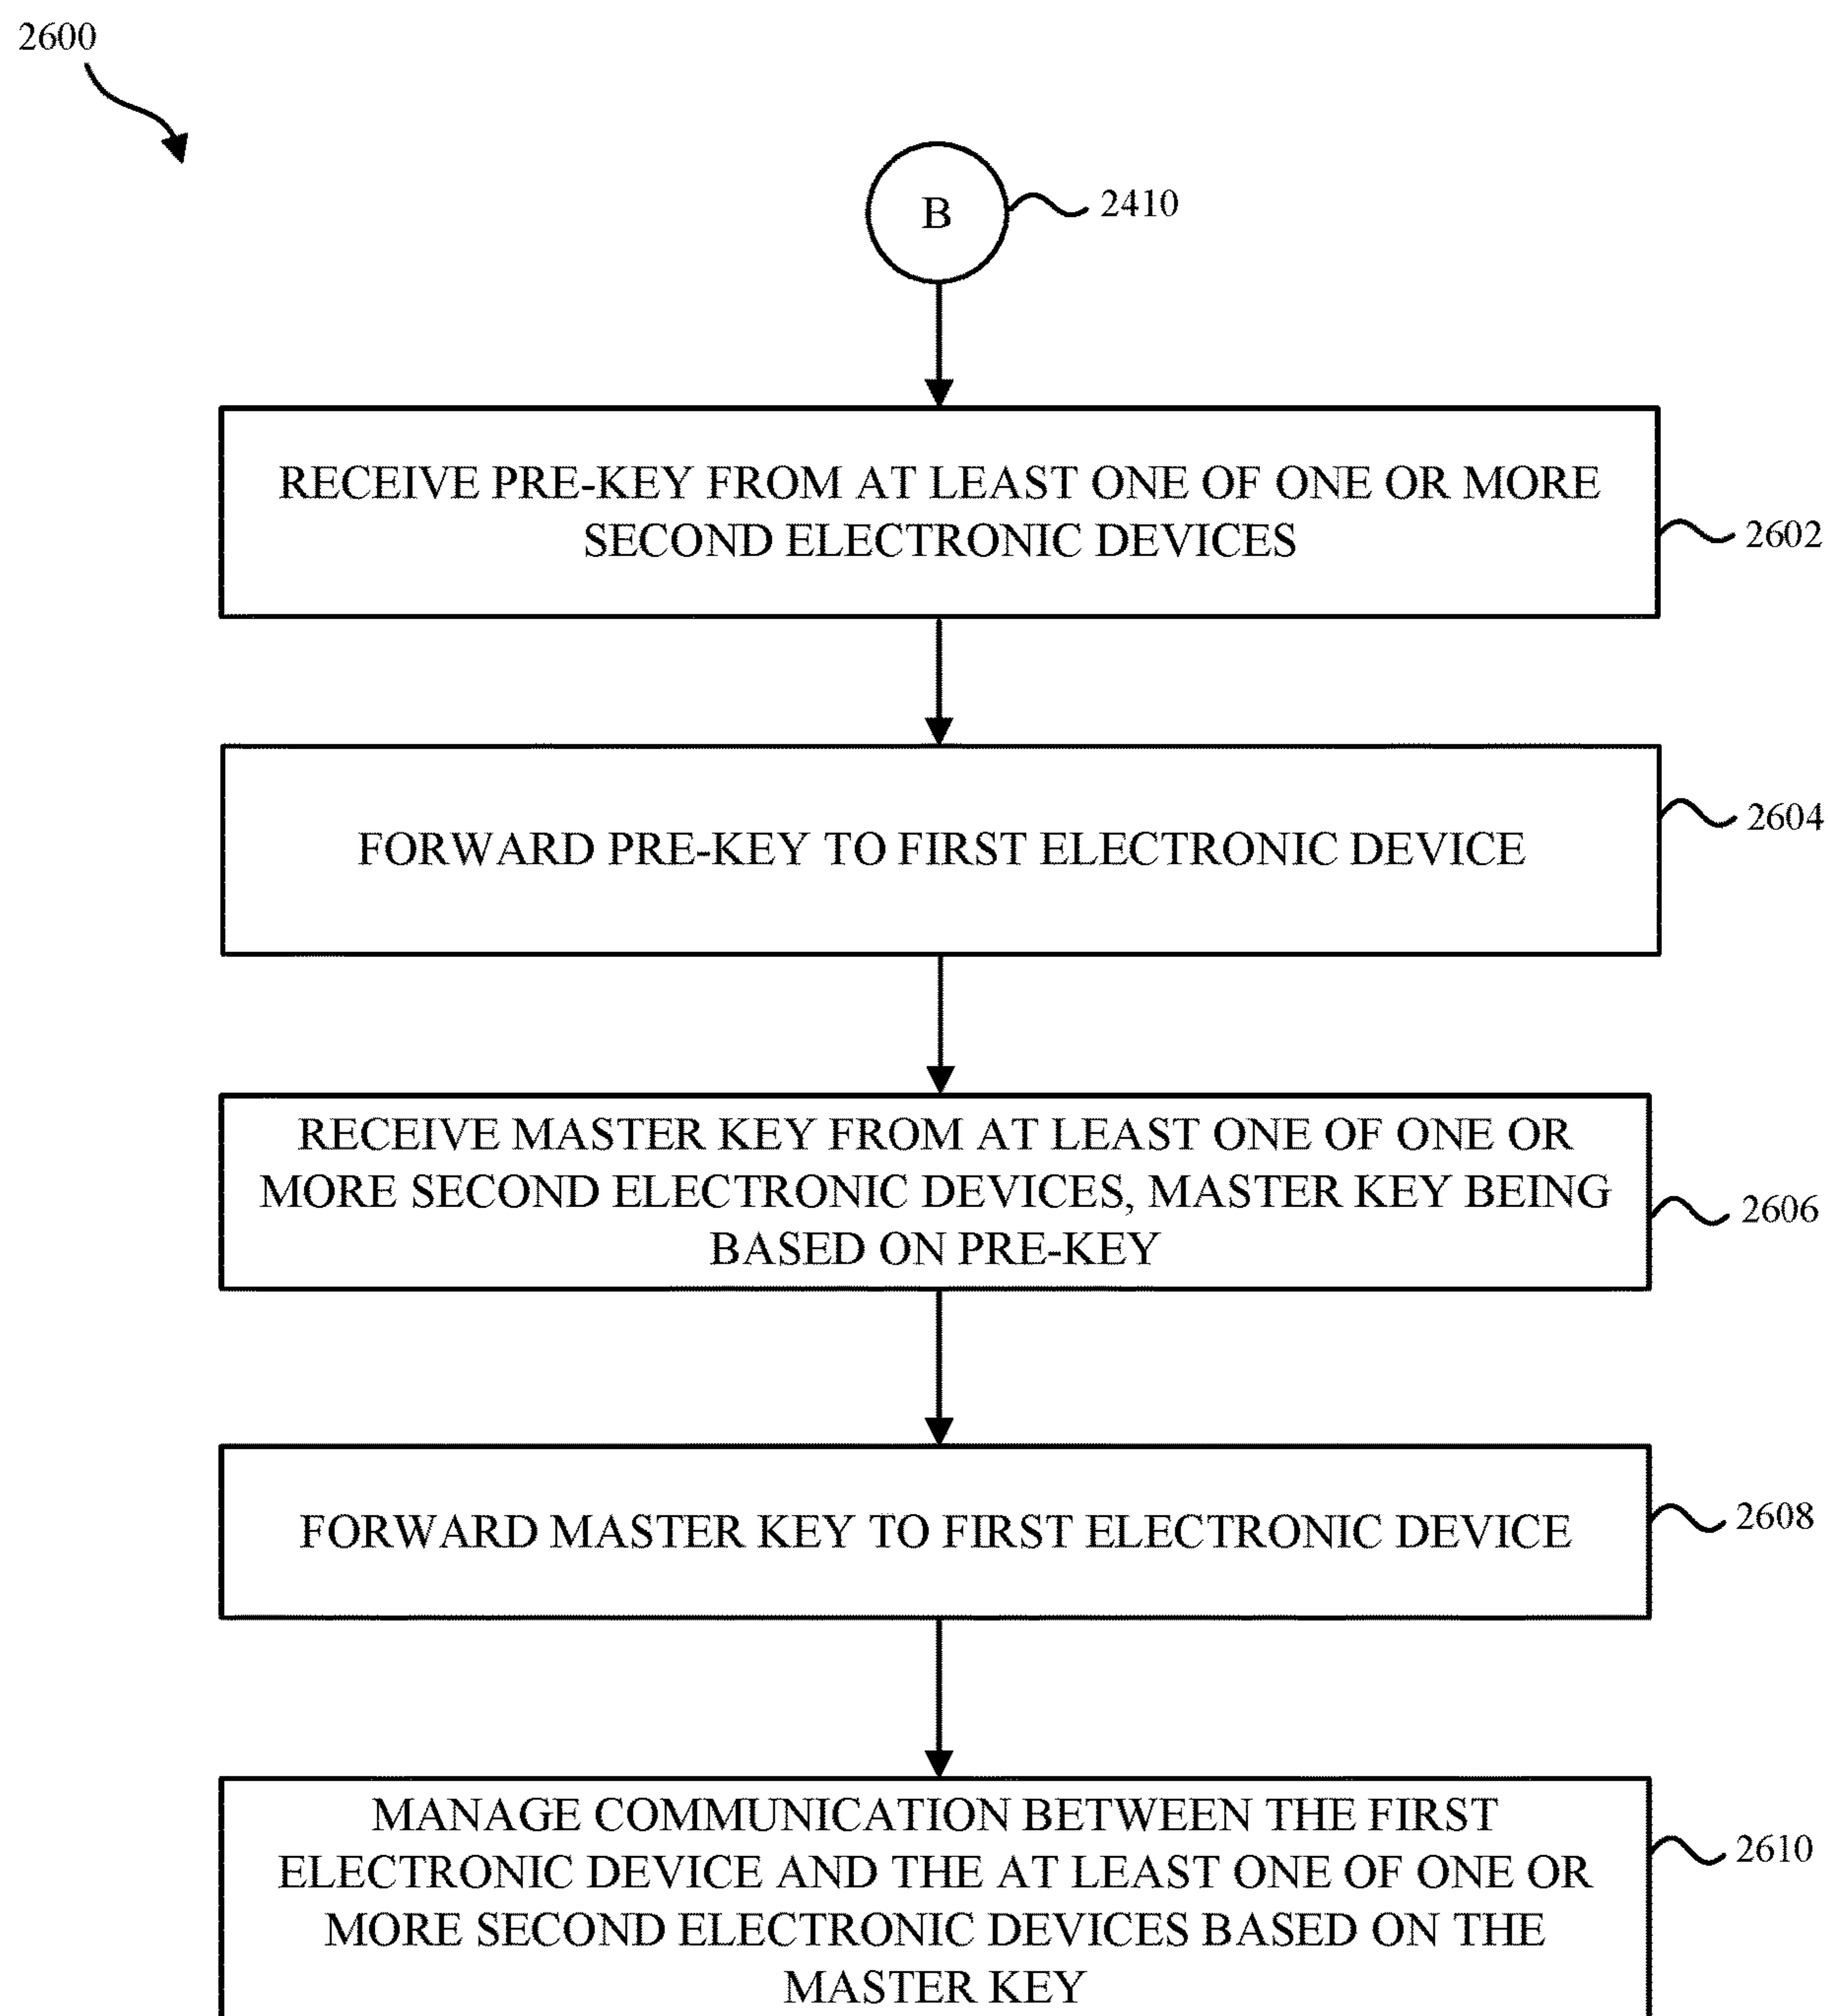 2600
B
2410
RECEIVE PRE-KEY FROM AT LEAST ONE OF ONE OR MORE
SECOND ELECTRONIC DEVICES
2602
FORWARD PRE-KEY TO FIRST ELECTRONIC DEVICE
2604
RECEIVE MASTER KEY FROM AT LEAST ONE OF ONE OR
MORE SECOND ELECTRONIC DEVICES, MASTER KEY BEING
BASED ON PRE-KEY
2606
FORWARD MASTER KEY TO FIRST ELECTRONIC DEVICE
2608
MANAGE COMMUNICATION BETWEEN THE FIRST
ELECTRONIC DEVICE AND THE AT LEAST ONE OF ONE OR
MORE SECOND ELECTRONIC DEVICES BASED ON THE
MASTER KEY
2610